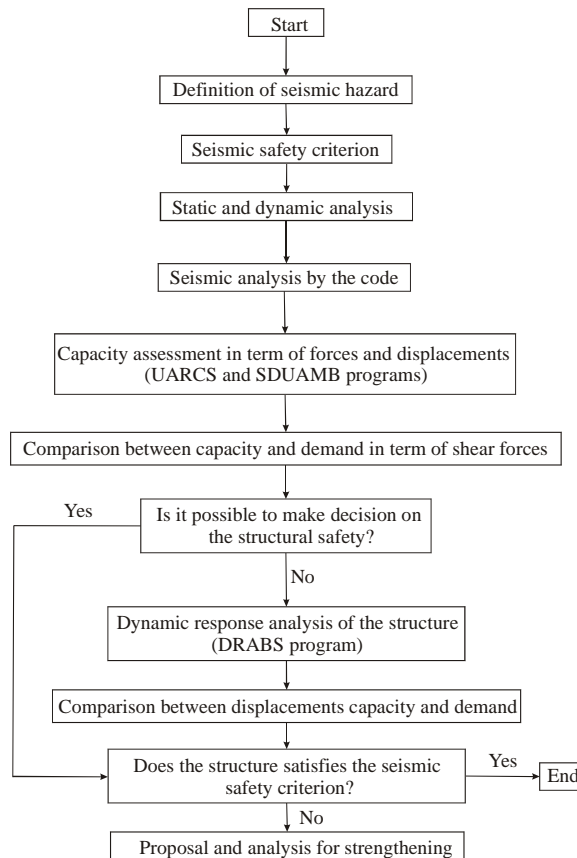 Start
Definition of seismic hazard
Seismic safety criterion
Static and dynamic analysis
Seismic analysis by the code
Capacity assessment in term of forces and displacements
(UARCS and SDUAMB programs)
Comparison between capacity and demand in term of shear forces
Yes
Is it possible to make decision on
the structural safety?
No
Dynamic response analysis of the structure
(DRABS program)
Comparison between displacements capacity and demand
Does the structure satisfies the seismic
safety criterion?
Yes
End
No
Proposal and analysis for strengthening